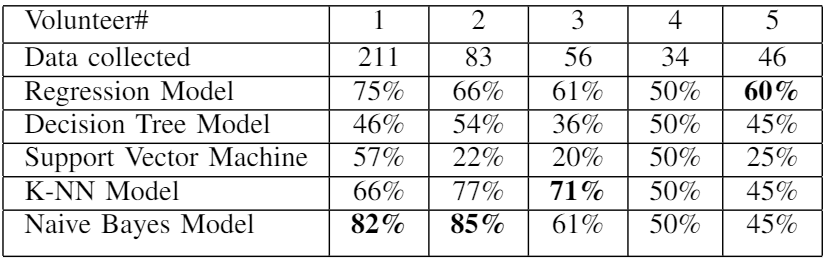 Volunteer# 1 2 3 4 5
Data collected 211 83 56 34 46
Regression Model 75% 66% 61% 50% 60%
Decision Tree Model 46% 54% 36% 50% 45%
Support Vector Machine 57% 22% 20% 50% 25%
K-NN Model 66% 77% 71% 50% 45%
Naive Bayes Model 82% 85% 61% 50% 45%